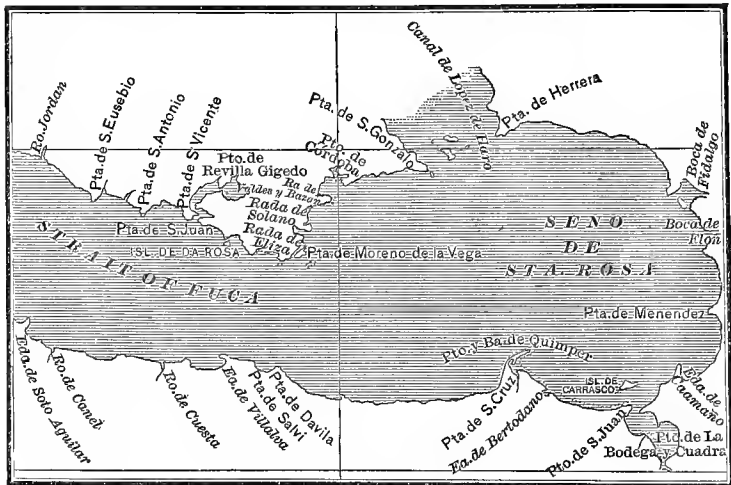 Canal de Lopez de Haro
Pta. de Herrera
Ro. Jordan
Pta. de S. Eusebio
Pta. de S. Antonio
Pta. de S. Vicente
Pta. de S. Gonzalo
Pto. de
Cordoba
Pto. de
Revilla Gigedo
Ra de
Valdes y Bazan
Rada de
Solano
Rada de
Eliza
Boca de
Fidalgo
Boca de
Flon
Pta. de S. Juan
ISL. DE DA ROSA
Pta. de Moreno de la Vega
STRAIT OF FUCA
SENO
DE
STA. ROSA
Pta. de Menendez
Pto. y Ba. de Quimper
ISL. DE
CARRASCO
Eda. de
Caamaño
Eda. de Soto Aguilar
Ro. de Canel
Ro. de Cuesta
Ea. de Villalva
Pta. de Salvi
Pta. de Davila
Pta. de S. Cruz
Ea. de Bertodano
Pto. de S. Juan
Pto. de La
Bodega y Cuadra